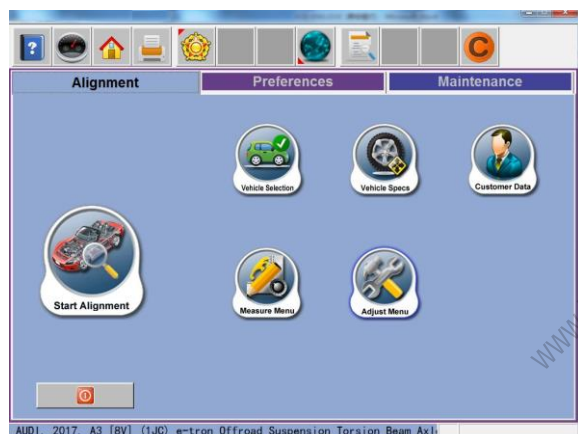 ?
C
Alignment Preferences Maintenance
Vehicle Selection Vehicle Specs Customer Data
Start Alignment
Measure Menu Adjust Menu
WWW
AUDI, 2017, A3 [8V] (1JC) e-tron Offroad Suspension Torsion Beam Axl